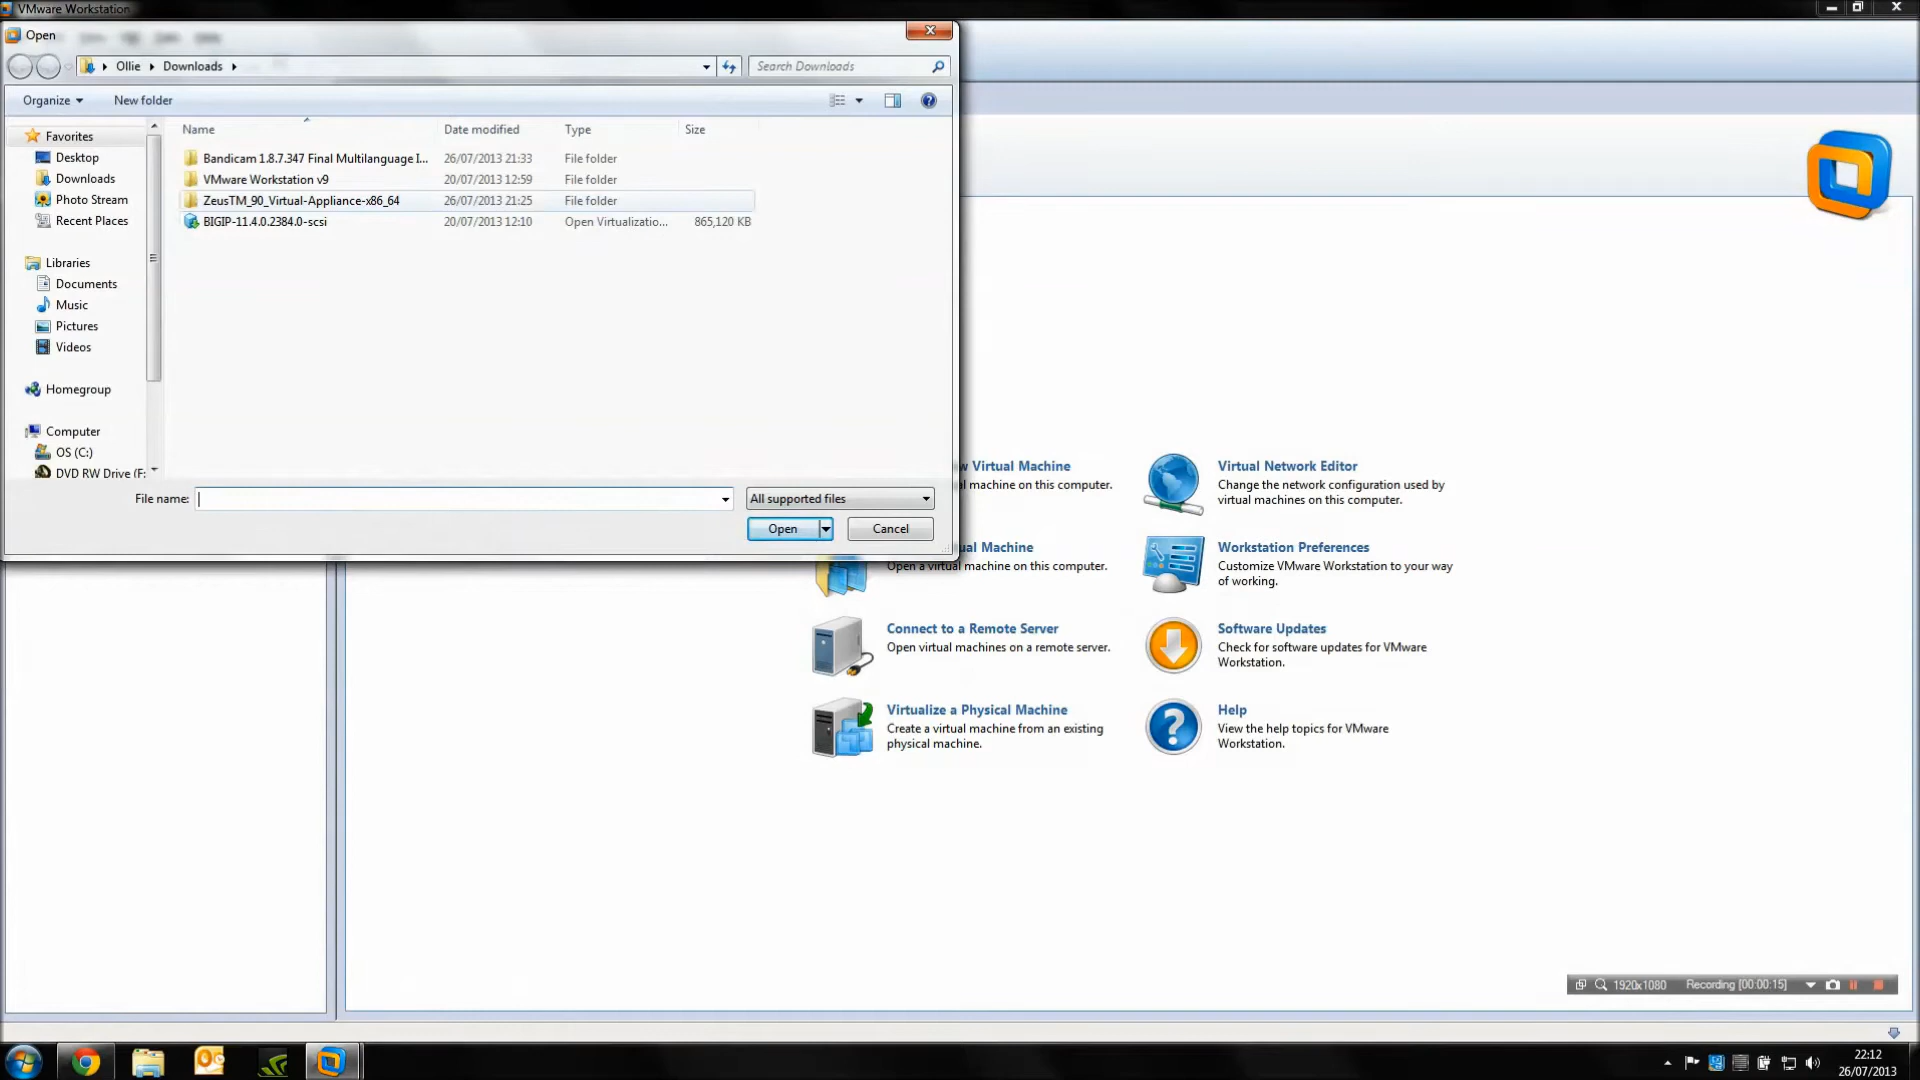 VMware Workstation
Open
Ollie
Downloads
Search Downloads
Organize
New folder
Name
Date modified
Type
Size
Favorites
Desktop
Downloads
Photo Stream
Recent Places
Libraries
Documents
Music
Pictures
Videos
Homegroup
Computer
OS (C:)
DVD RW Drive (F:
Bandicam 1.8.7.347 Final Multilanguage I... 26/07/2013 21:33 File folder
VMware Workstation v9 20/07/2013 12:59 File folder
ZeusTM_90_Virtual-Appliance-x86_64 26/07/2013 21:25 File folder
BIGIP-11.4.0.2384.0-scsi 20/07/2013 12:10 Open Virtualizatio... 865,120 KB
File name:
All supported files
Open
Cancel
w Virtual Machine
machine on this computer.
ual Machine
Open a virtual machine on this computer.
Connect to a Remote Server
Open virtual machines on a remote server.
Virtualize a Physical Machine
Create a virtual machine from an existing
physical machine.
Virtual Network Editor
Change the network configuration used by
virtual machines on this computer.
Workstation Preferences
Customize VMware Workstation to your way
of working.
Software Updates
Check for software updates for VMware
Workstation.
Help
View the help topics for VMware
Workstation.
1920x1080
Recording [00:00:15]
22:12
26/07/2013